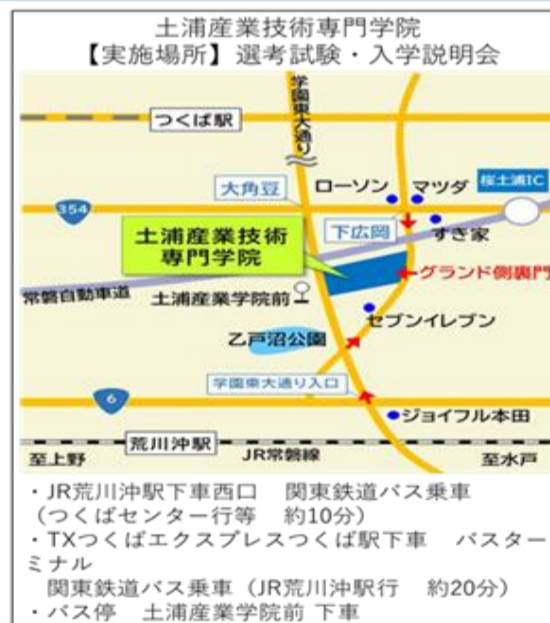 土浦産業技術専門学院
【実施場所】選考試験・入学説明会
学園東大通り
つくば駅
大角豆
ローソン
マツダ
桜土浦IC
354
下広岡
すき家
土浦産業技術
専門学院
グランド側裏門
常磐自動車道
土浦産業学院前
セブンイレブン
乙戸沼公園
学園東大通り入口
6
ジョイフル本田
荒川沖駅
至上野
JR常磐線
至水戸
・JR荒川沖駅下車西口　関東鉄道バス乗車
（つくばセンター行等　約10分）
・TXつくばエクスプレスつくば駅下車　バスター
ミナル
関東鉄道バス乗車（JR荒川沖駅行　約20分）
・バス停　土浦産業学院前 下車